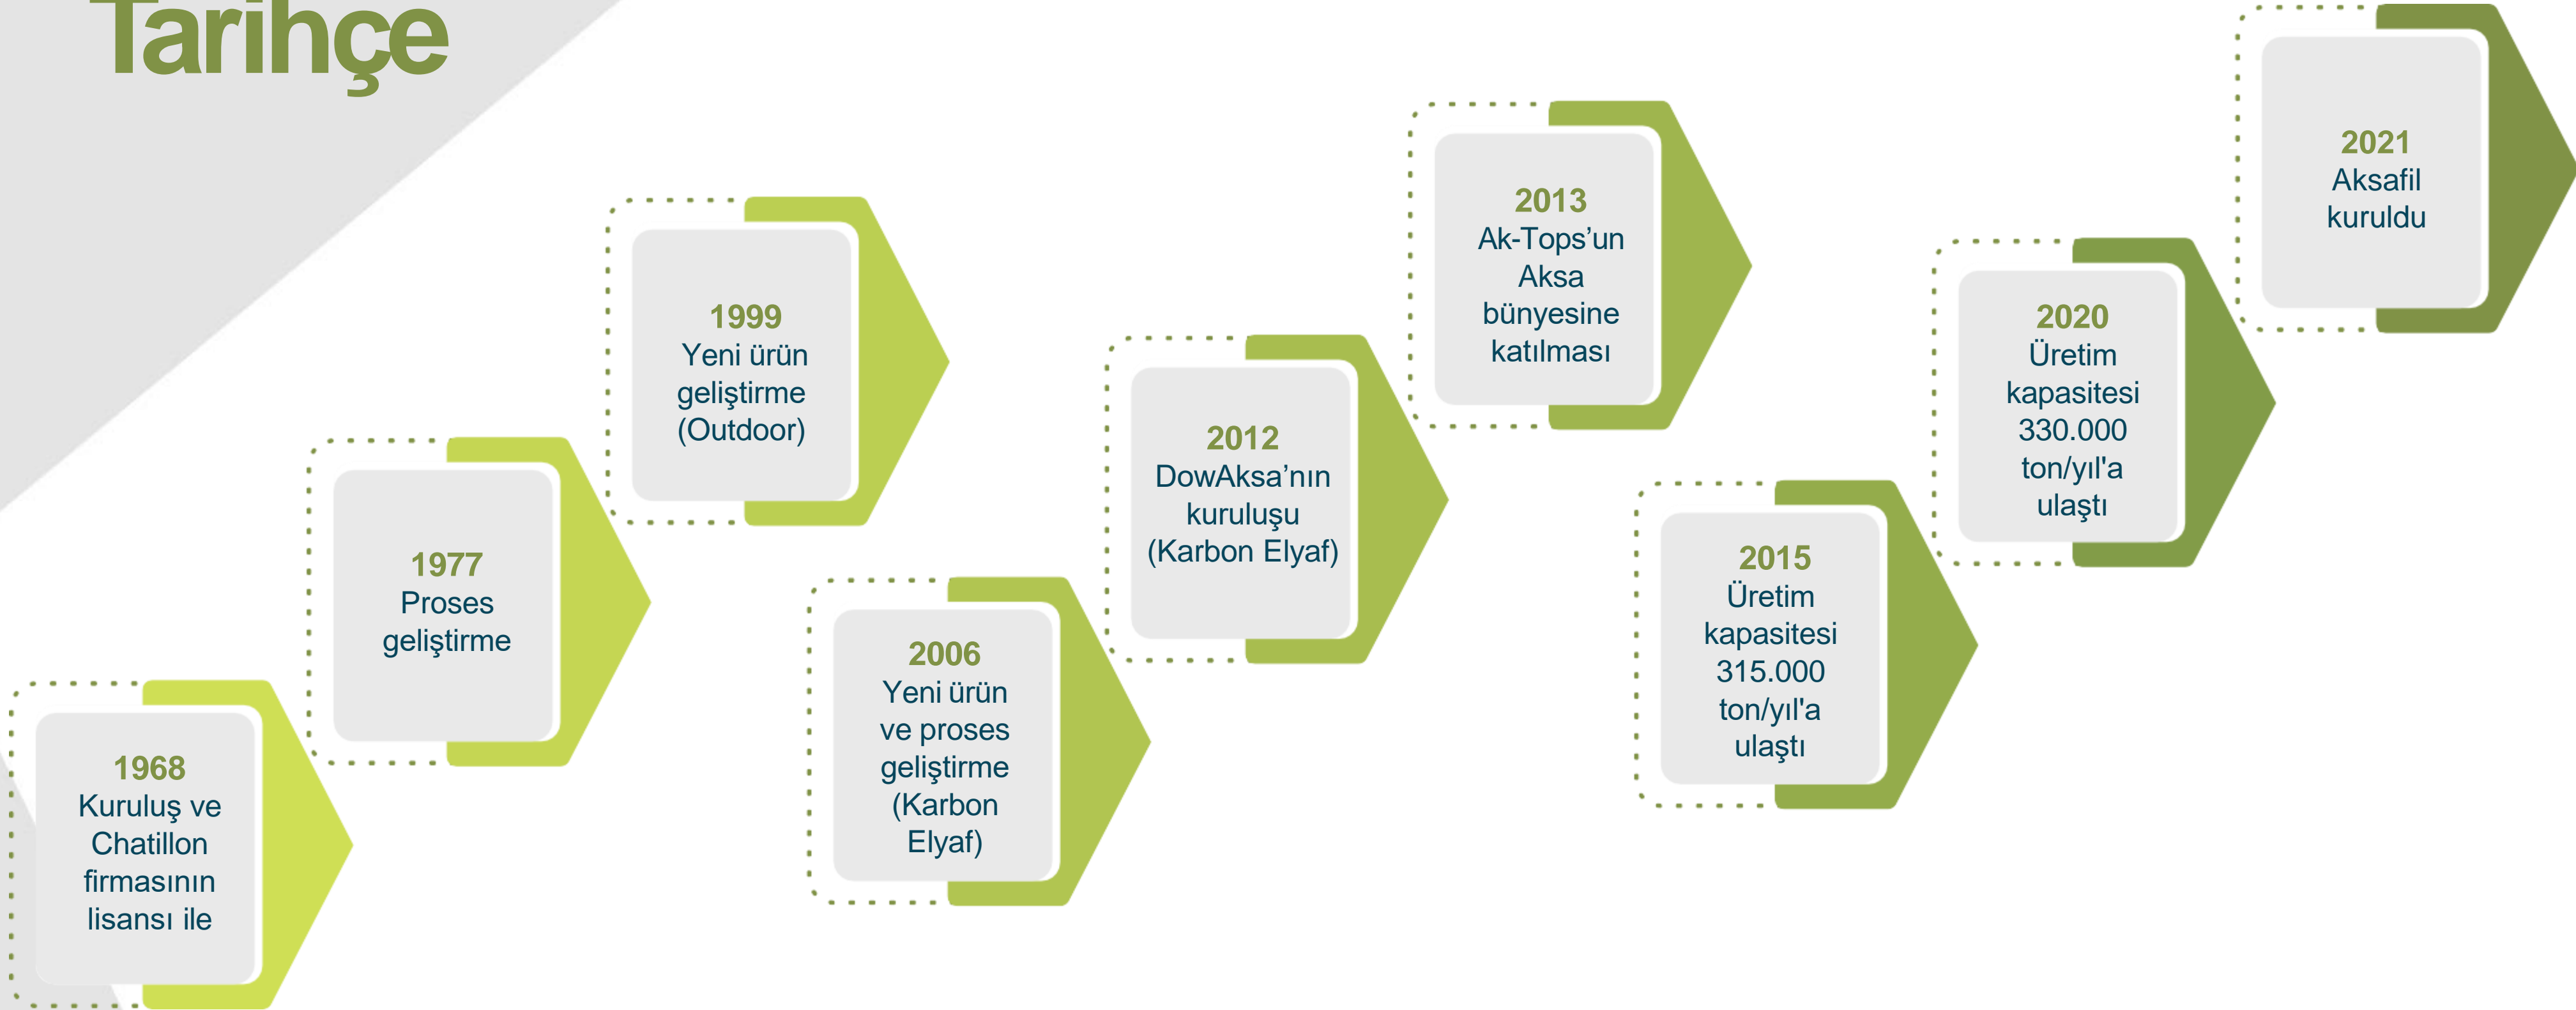 Tarihçe
1968
Kuruluş ve
Chatillon
firmasının
lisansı ile
1977
Proses
geliştirme
1999
Yeni ürün
geliştirme
(Outdoor)
2006
Yeni ürün
ve proses
geliştirme
(Karbon
Elyaf)
2012
DowAksa’nın
kuruluşu
(Karbon Elyaf)
2013
Ak-Tops’un
Aksa
bünyesine
katılması
2015
Üretim
kapasitesi
315.000
ton/yıl'a
ulaştı
2020
Üretim
kapasitesi
330.000
ton/yıl'a
ulaştı
2021
Aksafil
kuruldu